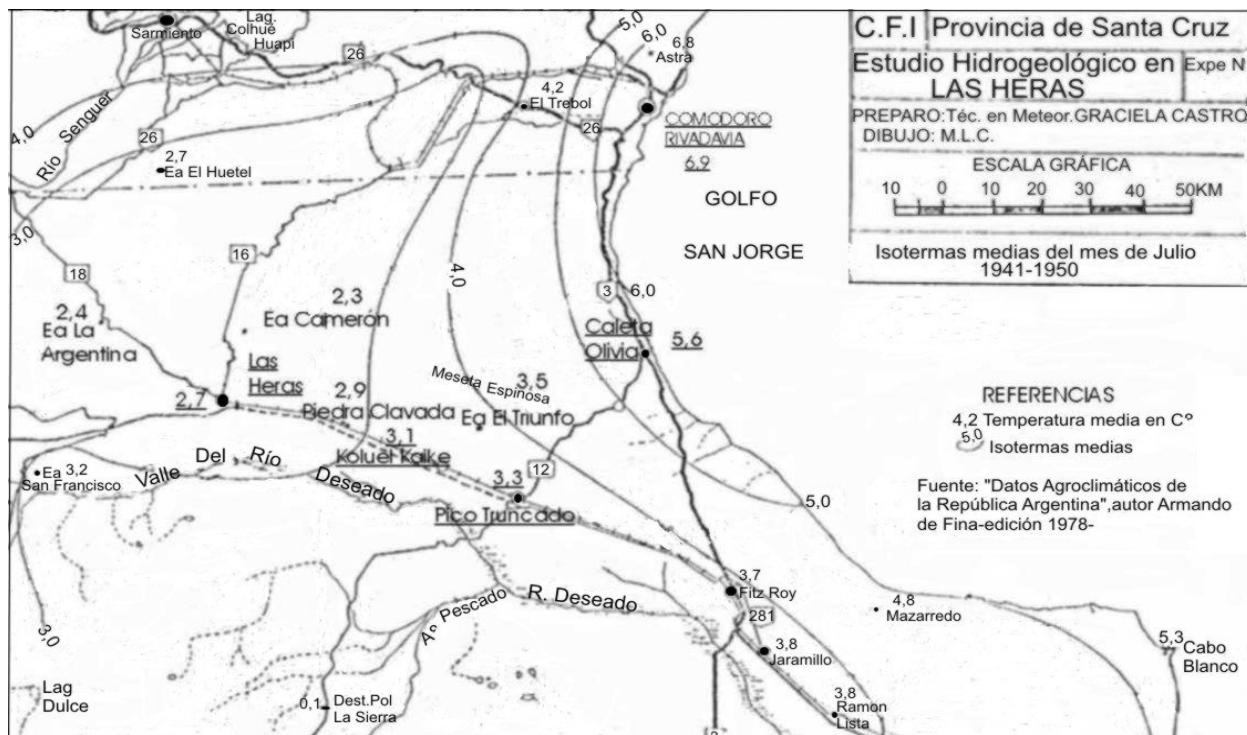 C.F.I Provincia de Santa Cruz
Estudio Hidrogeológico en Expe N
LAS HERAS
PREPARO:Téc. en Meteor.GRACIELA CASTRO
DIBUJO: M.L.C.
ESCALA GRÁFICA
10 0 10 20 30 40 50KM
Isotermas medias del mes de Julio
1941-1950
Lag.
Colhué
Huapi
Sarmiento
26
5,0
6,0
6,8
Astra
4,2
El Trebol
26
COMODORO
RIVADAVIA
6,9
4,0
Río Senguer
26
2,7
Ea El Huetel
GOLFO
SAN JORGE
3,0
18
16
4,0
3
6,0
2,4
Ea La
Argentina
2,3
Ea Camerón
Caleta
Olivia
5,6
Las
Heras
2,7
2,9
Piedra Clavada
Meseta Espinosa
3,5
Ea El Triunfo
3,1
Koluel Kaike
12
3,3
Pico Truncado
Ea 3,2
San Francisco
Valle Del Río Deseado
5,0
REFERENCIAS
4,2 Temperatura media en Cº
5,0 Isotermas medias
Fuente: "Datos Agroclimáticos de
la República Argentina",autor Armando
de Fina-edición 1978-
3,0
Aº Pescado
R. Deseado
3,7
Fitz Roy
281
4,8
Mazarredo
3,8
Jaramillo
5,3
Cabo
Blanco
Lag
Dulce
0,1
Dest.Pol
La Sierra
3,8
Ramon
Lista
3